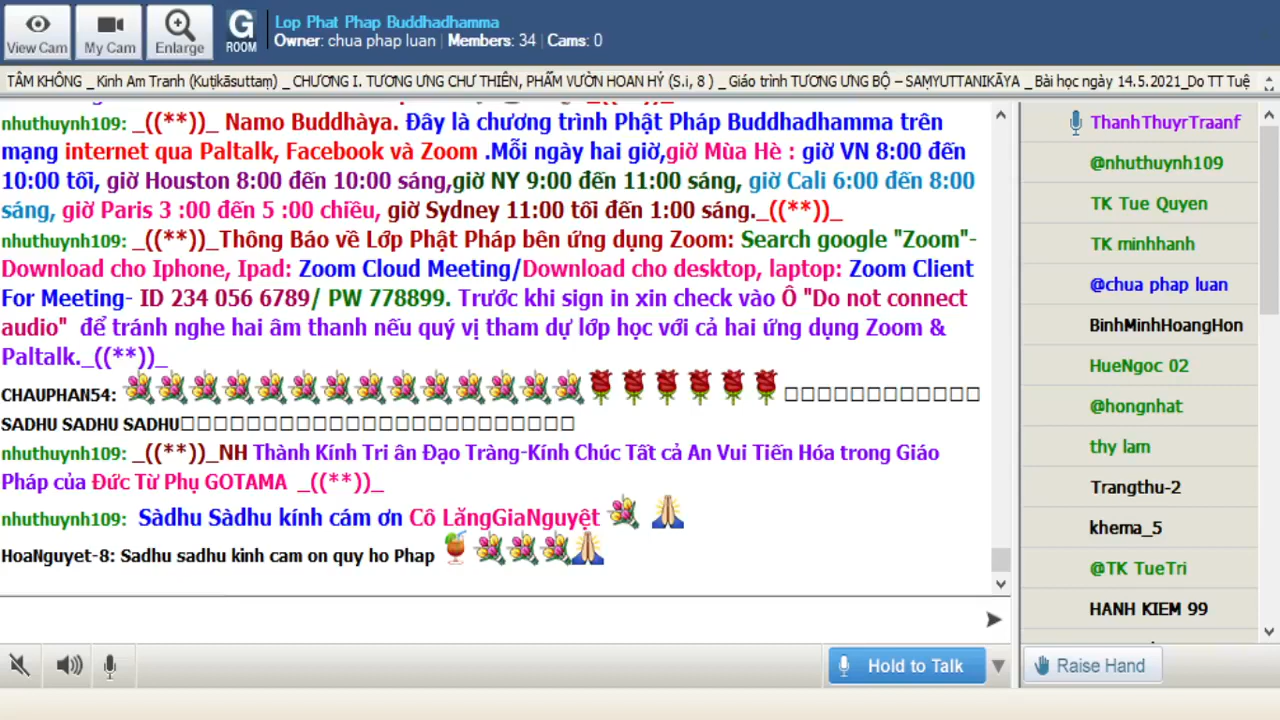 View Cam
My Cam
Enlarge
G
ROOM
Lop Phat Phap Buddhadhamma
Owner: chua phap luan | Members: 34 | Cams: 0
TÂM KHÔNG _Kinh Am Tranh (Kuṭikāsuttaṃ) _ CHƯƠNG I. TƯƠNG ƯNG CHƯ THIÊN, PHẨM VƯỜN HOAN HỶ (S.i, 8 ) _ Giáo trình TƯƠNG ƯNG BỘ – SAṂYUTTANIKĀYA _ Bài học ngày 14.5.2021_Do TT Tuệ
nhuthuynh109: _((**))_ Namo Buddhàya. Đây là chương trình Phật Pháp Buddhadhamma trên
mạng internet qua Paltalk, Facebook và Zoom .Mỗi ngày hai giờ,giờ Mùa Hè : giờ VN 8:00 đến
10:00 tối, giờ Houston 8:00 đến 10:00 sáng,giờ NY 9:00 đến 11:00 sáng, giờ Cali 6:00 đến 8:00
sáng, giờ Paris 3 :00 đến 5 :00 chiều, giờ Sydney 11:00 tối đến 1:00 sáng._((**))_
nhuthuynh109: _((**))_Thông Báo về Lớp Phật Pháp bên ứng dụng Zoom: Search google "Zoom"-
Download cho Iphone, Ipad: Zoom Cloud Meeting/Download cho desktop, laptop: Zoom Client
For Meeting- ID 234 056 6789/ PW 778899. Trước khi sign in xin check vào Ô "Do not connect
audio" để tránh nghe hai âm thanh nếu quý vị tham dự lớp học với cả hai ứng dụng Zoom &
Paltalk._((**))_
CHAUPHAN54:
SADHU SADHU SADHU
nhuthuynh109: _((**))_NH Thành Kính Tri ân Đạo Tràng-Kính Chúc Tất cả An Vui Tiến Hóa trong Giáo
Pháp của Đức Từ Phụ GOTAMA _((**))_
nhuthuynh109: Sàdhu Sàdhu kính cám ơn Cô LăngGiaNguyệt
HoaNguyet-8: Sadhu sadhu kinh cam on quy ho Phap
ThanhThuyrTraanf
@nhuthuynh109
TK Tue Quyen
TK minhhanh
@chua phap luan
BinhMinhHoangHon
HueNgoc 02
@hongnhat
thy lam
Trangthu-2
khema_5
@TK TueTri
HANH KIEM 99
Hold to Talk
Raise Hand